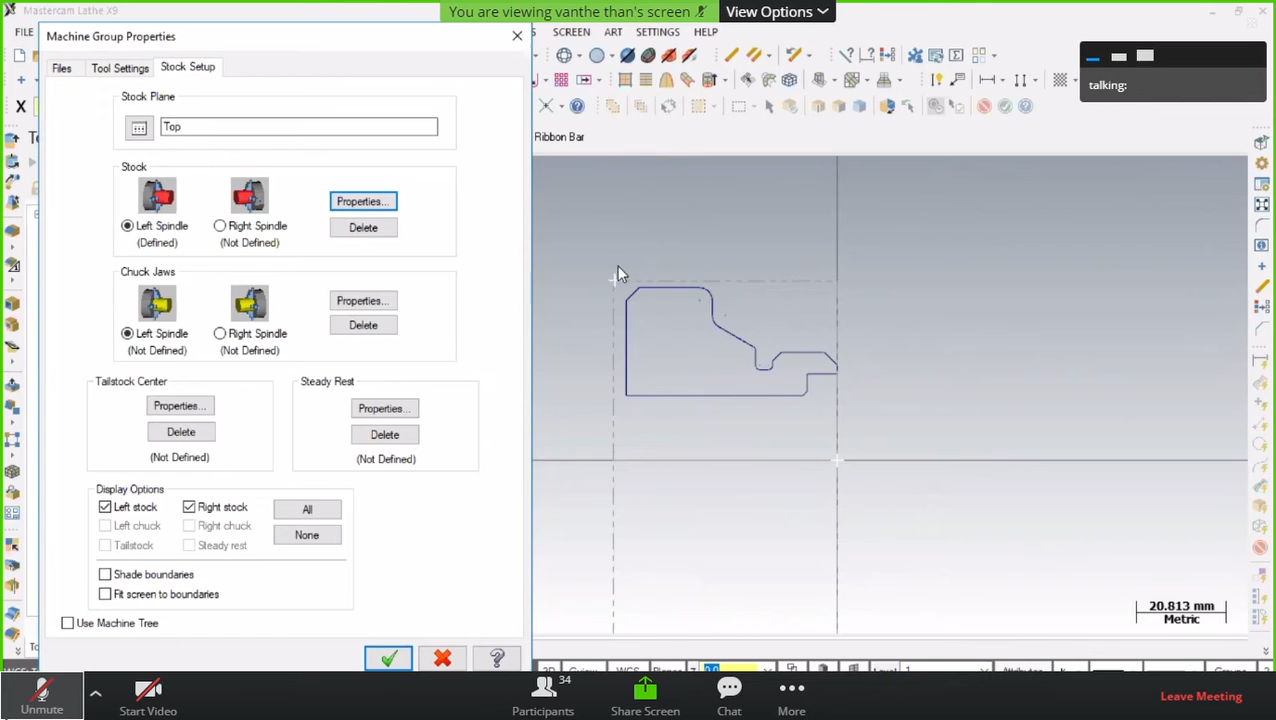 Mastercam Lathe X9
You are viewing vanthe than's screen
View Options
FILE
SCREEN ART SETTINGS HELP
Machine Group Properties
Files Tool Settings Stock Setup
talking:
Stock Plane
Top
Ribbon Bar
Stock
Properties...
Left Spindle Right Spindle
Delete
(Defined) (Not Defined)
Chuck Jaws
Properties...
Left Spindle Right Spindle
Delete
(Not Defined) (Not Defined)
Tailstock Center Steady Rest
Properties... Properties...
Delete Delete
(Not Defined) (Not Defined)
Display Options
Left stock Right stock All
Left chuck Right chuck
None
Tailstock Steady rest
Shade boundaries
Fit screen to boundaries
Use Machine Tree
20.813 mm
Metric
Unmute
Start Video
Participants 34
Share Screen
Chat
More
Leave Meeting